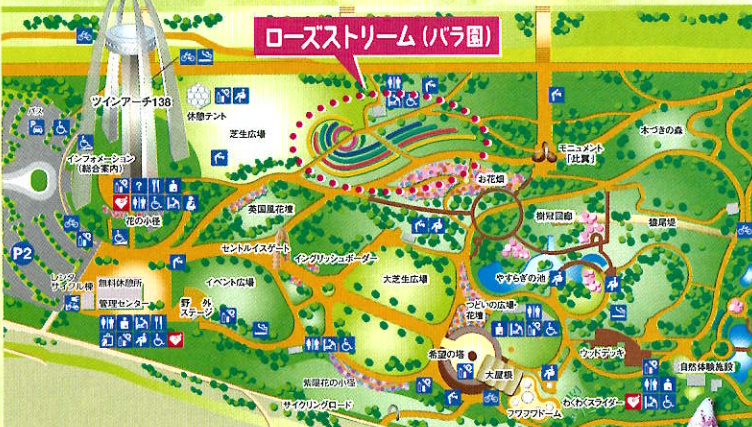 ローズストリーム(バラ園)
ツインアーチ138
休憩テント
芝生広場
バス
インフォメーション
(総合案内)
花の小径
P2
レンタ
サイクル棟
無料休憩所
管理センター
英国風花壇
セントルイスゲート
イングリッシュボーダー
イベント広場
野外
ステージ
大芝生広場
お花畑
モニュメント
「此翼」
木づきの森
樹冠回廊
猿尾堤
やすらぎの池
つどいの広場・
花壇
希望の塔
大屋根
ウッドデッキ
自然体験施設
紫陽花の小径
サイクリングロード
フワフワドーム
わくわくスライダー